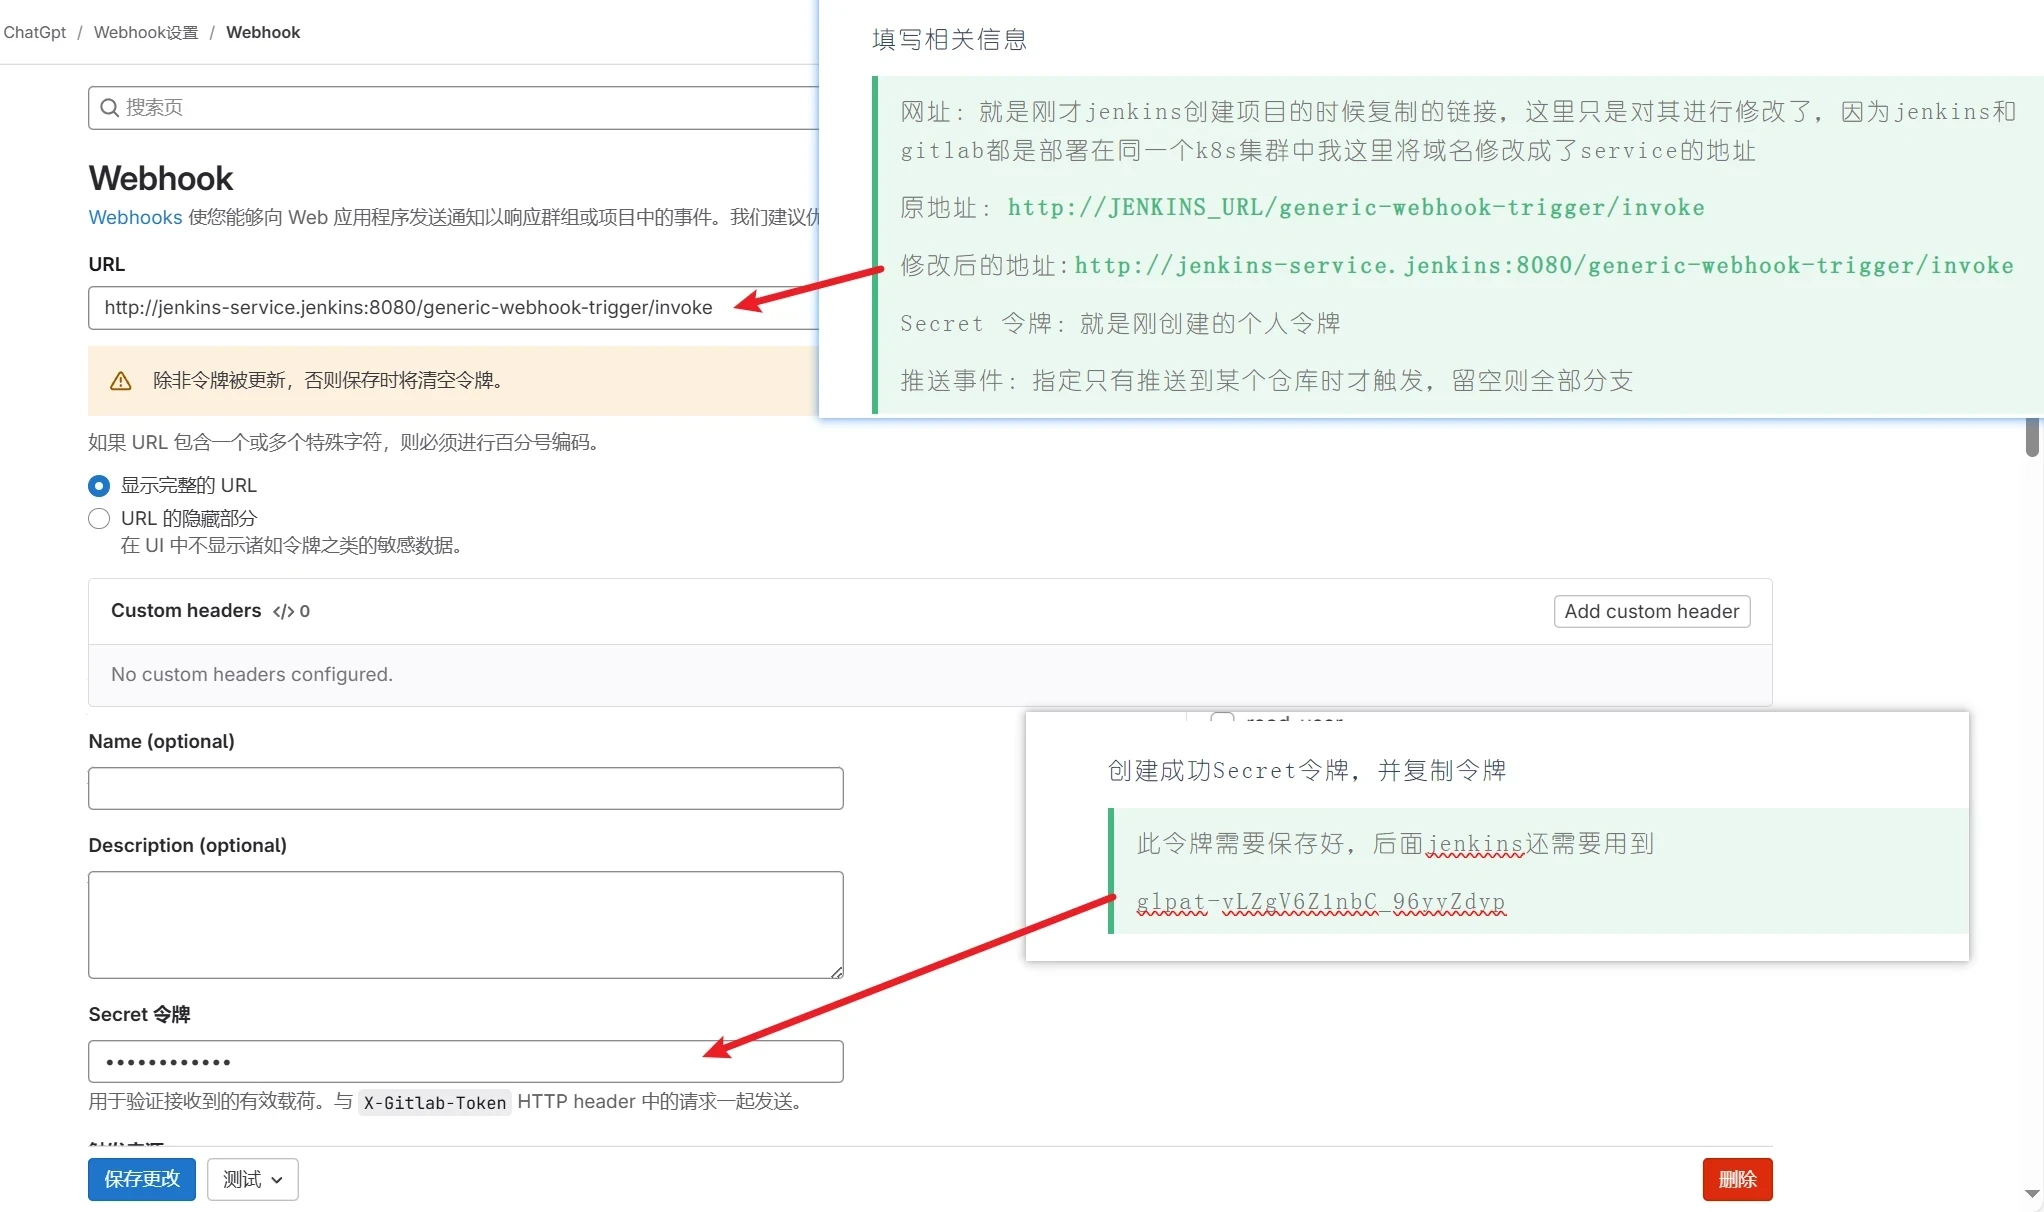 ChatGpt / Webhook设置 / Webhook
搜索页
Webhook
Webhooks 使您能够向 Web 应用程序发送通知以响应群组或项目中的事件。我们建议优
URL
http://jenkins-service.jenkins:8080/generic-webhook-trigger/invoke
除非令牌被更新，否则保存时将清空令牌。
如果 URL 包含一个或多个特殊字符，则必须进行百分号编码。
显示完整的 URL
URL 的隐藏部分
在 UI 中不显示诸如令牌之类的敏感数据。
填写相关信息
网址：就是刚才jenkins创建项目的时候复制的链接，这里只是对其进行修改了，因为jenkins和
gitlab都是部署在同一个k8s集群中我这里将域名修改成了service的地址
原地址：http://JENKINS_URL/generic-webhook-trigger/invoke
修改后的地址:http://jenkins-service.jenkins:8080/generic-webhook-trigger/invoke
Secret 令牌：就是刚创建的个人令牌
推送事件：指定只有推送到某个仓库时才触发，留空则全部分支
Custom headers </> 0
Add custom header
No custom headers configured.
Name (optional)
Description (optional)
Secret 令牌
••••••••••••
用于验证接收到的有效载荷。与 X-Gitlab-Token HTTP header 中的请求一起发送。
创建成功Secret令牌，并复制令牌
此令牌需要保存好，后面jenkins还需要用到
glpat-vLZgV6Z1nbC_96yyZdyp
保存更改
测试
删除